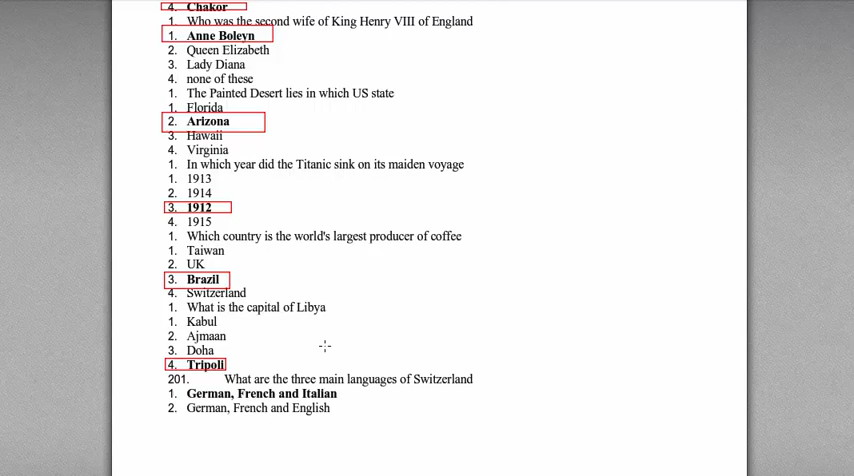 4. Chakor
1. Who was the second wife of King Henry VIII of England
1. Anne Boleyn
2. Queen Elizabeth
3. Lady Diana
4. none of these
1. The Painted Desert lies in which US state
1. Florida
2. Arizona
3. Hawaii
4. Virginia
1. In which year did the Titanic sink on its maiden voyage
1. 1913
2. 1914
3. 1912
4. 1915
1. Which country is the world's largest producer of coffee
1. Taiwan
2. UK
3. Brazil
4. Switzerland
1. What is the capital of Libya
1. Kabul
2. Ajmaan
3. Doha
4. Tripoli
201. What are the three main languages of Switzerland
1. German, French and Italian
2. German, French and English